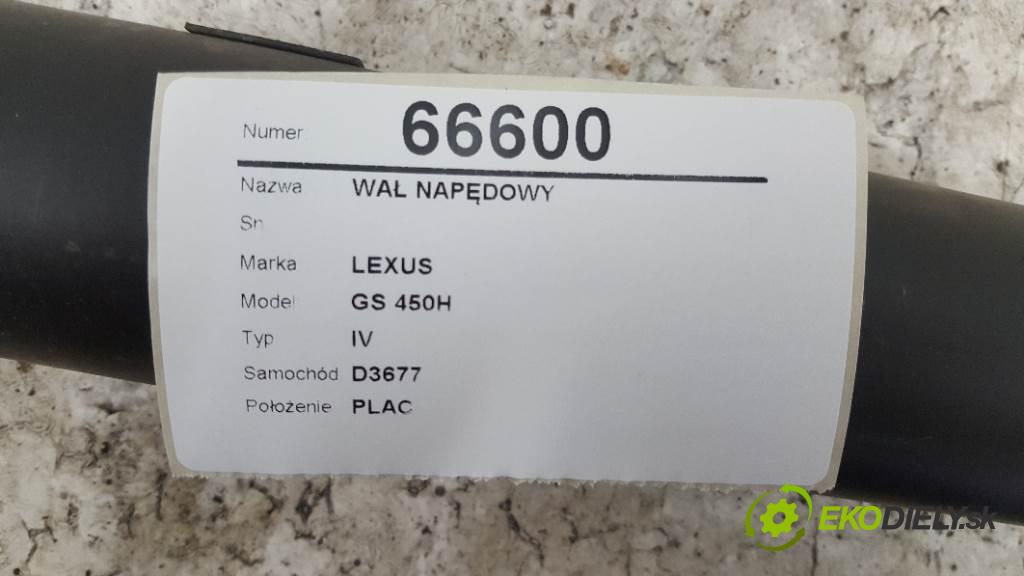 Numer 66600
Nazwa WAŁ NAPĘDOWY
Sn
Marka LEXUS
Model GS 450H
Typ IV
Samochód D3677
Położenie PLAC
EKODIELY.sk